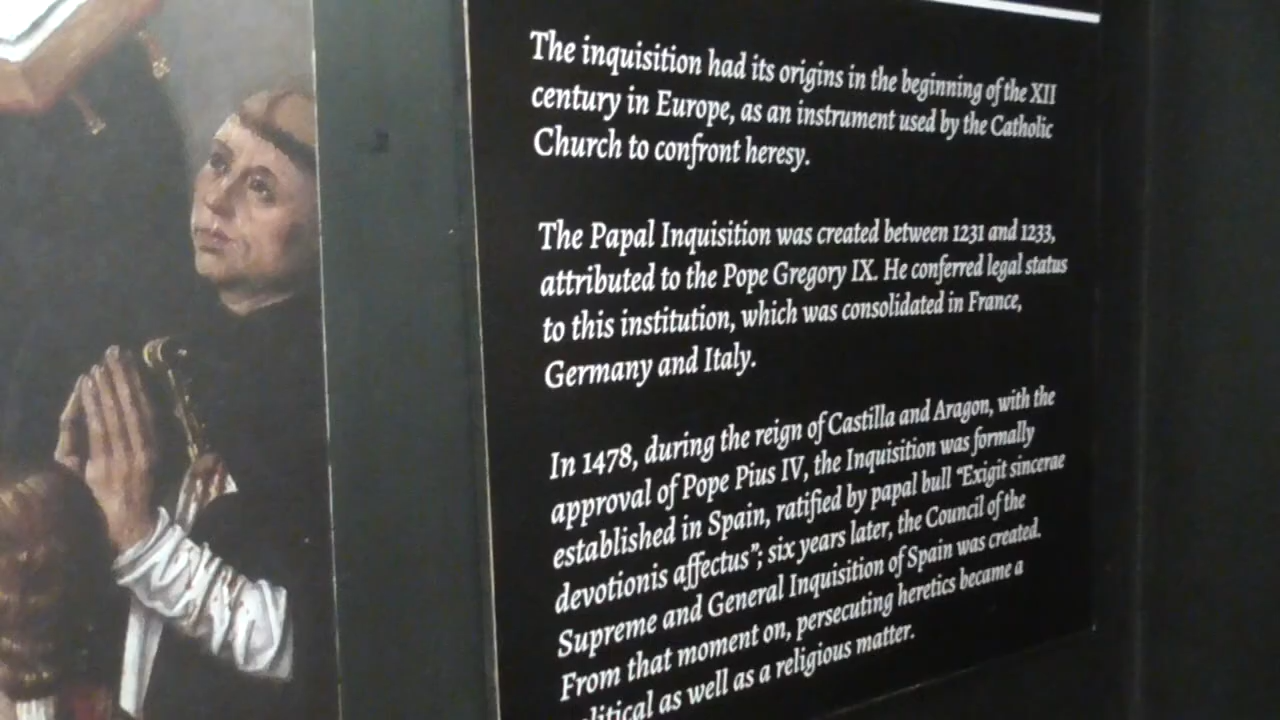 The inquisition had its origins in the beginning of the XII
century in Europe, as an instrument used by the Catholic
Church to confront heresy.
The Papal Inquisition was created between 1231 and 1233,
attributed to the Pope Gregory IX. He conferred legal status
to this institution, which was consolidated in France,
Germany and Italy.
In 1478, during the reign of Castilla and Aragon, with the
approval of Pope Pius IV, the Inquisition was formally
established in Spain, ratified by papal bull “Exigit sincerae
devotionis affectus”; six years later, the Council of the
Supreme and General Inquisition of Spain was created.
From that moment on, persecuting heretics became a
litical as well as a religious matter.